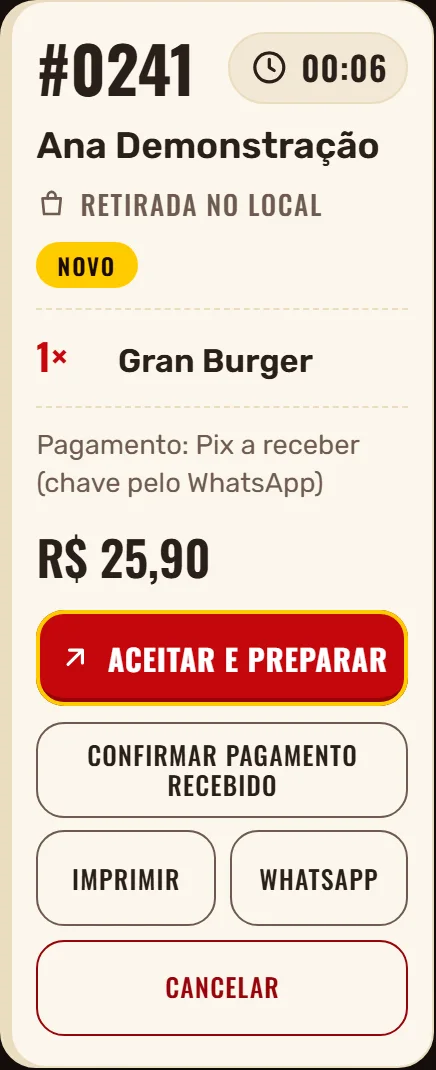 #0241
00:06
Ana Demonstração
RETIRADA NO LOCAL
NOVO
1× Gran Burger
Pagamento: Pix a receber
(chave pelo WhatsApp)
R$ 25,90
ACEITAR E PREPARAR
CONFIRMAR PAGAMENTO
RECEBIDO
IMPRIMIR
WHATSAPP
CANCELAR